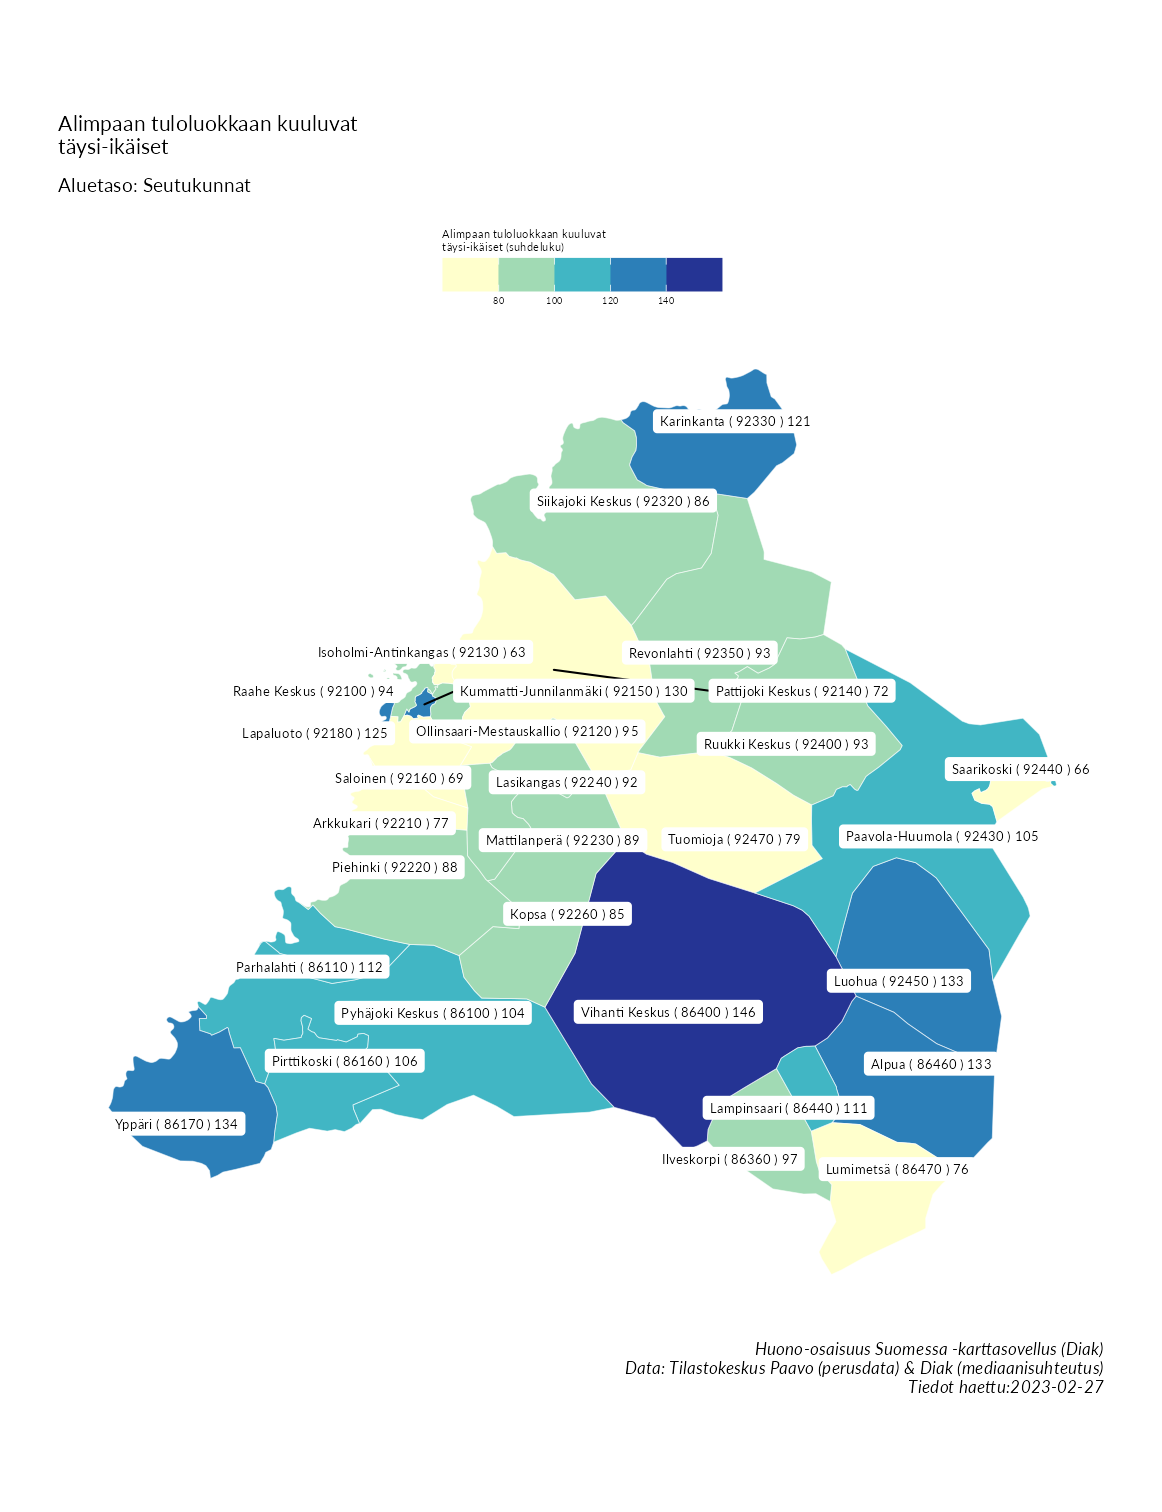 Alimpaan tuloluokkaan kuuluvat
täysi-ikäiset
Aluetaso: Seutukunnat
Alimpaan tuloluokkaan kuuluvat
täysi-ikäiset (suhdeluku)
80 100 120 140
Karinkanta ( 92330 ) 121
Siikajoki Keskus ( 92320 ) 86
Isoholmi-Antinkangas ( 92130 ) 63
Revonlahti ( 92350 ) 93
Raahe Keskus ( 92100 ) 94
Kummatti-Junnilanmäki ( 92150 ) 130
Pattijoki Keskus ( 92140 ) 72
Lapaluoto ( 92180 ) 125
Ollinsaari-Mestauskallio ( 92120 ) 95
Ruukki Keskus ( 92400 ) 93
Saarikoski ( 92440 ) 66
Saloinen ( 92160 ) 69
Lasikangas ( 92240 ) 92
Arkkukari ( 92210 ) 77
Mattilanperä ( 92230 ) 89
Tuomioja ( 92470 ) 79
Paavola-Huumola ( 92430 ) 105
Piehinki ( 92220 ) 88
Kopsa ( 92260 ) 85
Parhalahti ( 86110 ) 112
Luohua ( 92450 ) 133
Pyhäjoki Keskus ( 86100 ) 104
Vihanti Keskus ( 86400 ) 146
Pirttikoski ( 86160 ) 106
Alpua ( 86460 ) 133
Lampinsaari ( 86440 ) 111
Yppäri ( 86170 ) 134
Ilveskorpi ( 86360 ) 97
Lumimetsä ( 86470 ) 76
Huono-osaisuus Suomessa -karttasovellus (Diak)
Data: Tilastokeskus Paavo (perusdata) & Diak (mediaanisuhteutus)
Tiedot haettu:2023-02-27